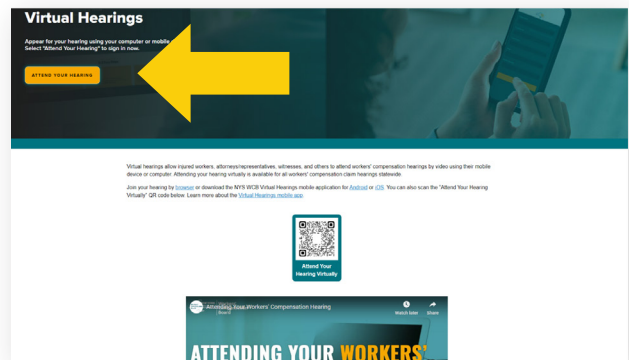 Virtual Hearings
Appear for your hearing using your computer or mobile
Select "Attend Your Hearing" to sign in now.
ATTEND YOUR HEARING
Virtual hearings allow injured workers, attorneys/representatives, witnesses, and others to attend workers' compensation hearings by video using their mobile
device or computer. Attending your hearing virtually is available for all workers' compensation claim hearings statewide.
Join your hearing by browser or download the NYS WCB Virtual Hearings mobile application for Android or iOS. You can also scan the "Attend Your Hearing
Virtually" QR code below. Learn more about the Virtual Hearings mobile app.
Attend Your
Hearing Virtually
Attending Your Workers' Compensation Hearing
Watch later
Share
ATTENDING YOUR WORKERS'